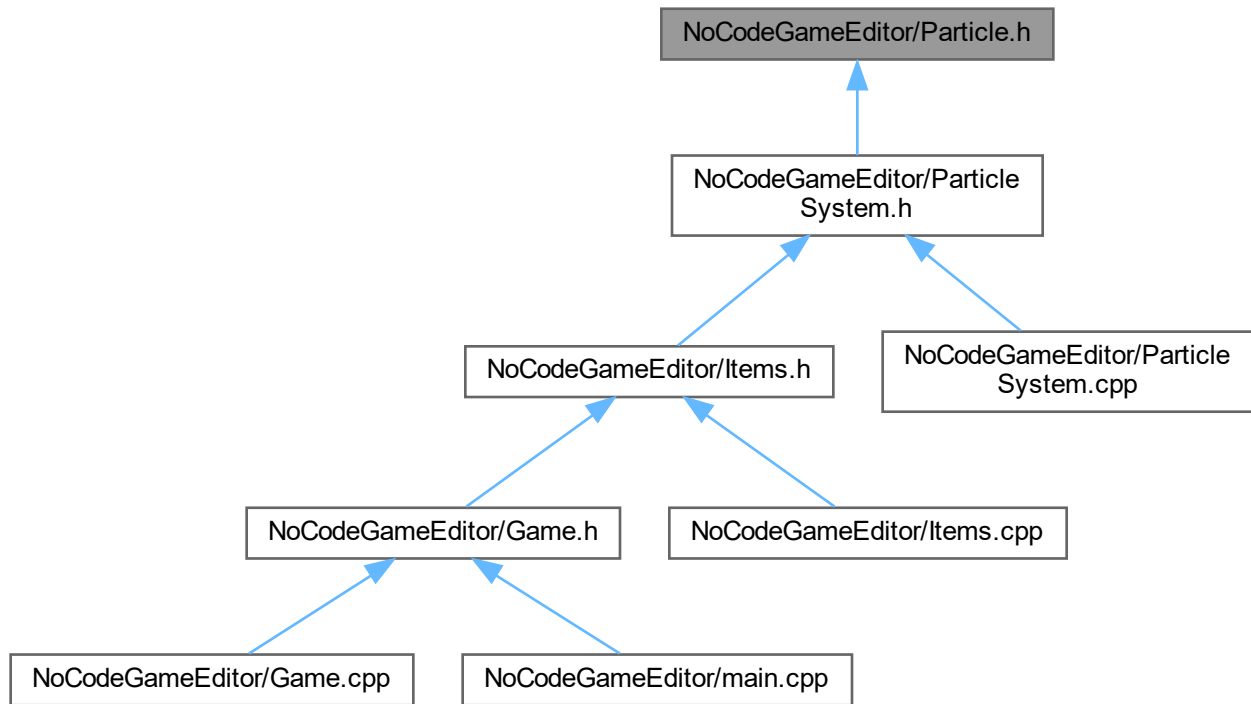 NoCodeGameEditor/Particle.h
NoCodeGameEditor/Particle
System.h
NoCodeGameEditor/Items.h
NoCodeGameEditor/Particle
System.cpp
NoCodeGameEditor/Game.h
NoCodeGameEditor/Items.cpp
NoCodeGameEditor/Game.cpp
NoCodeGameEditor/main.cpp